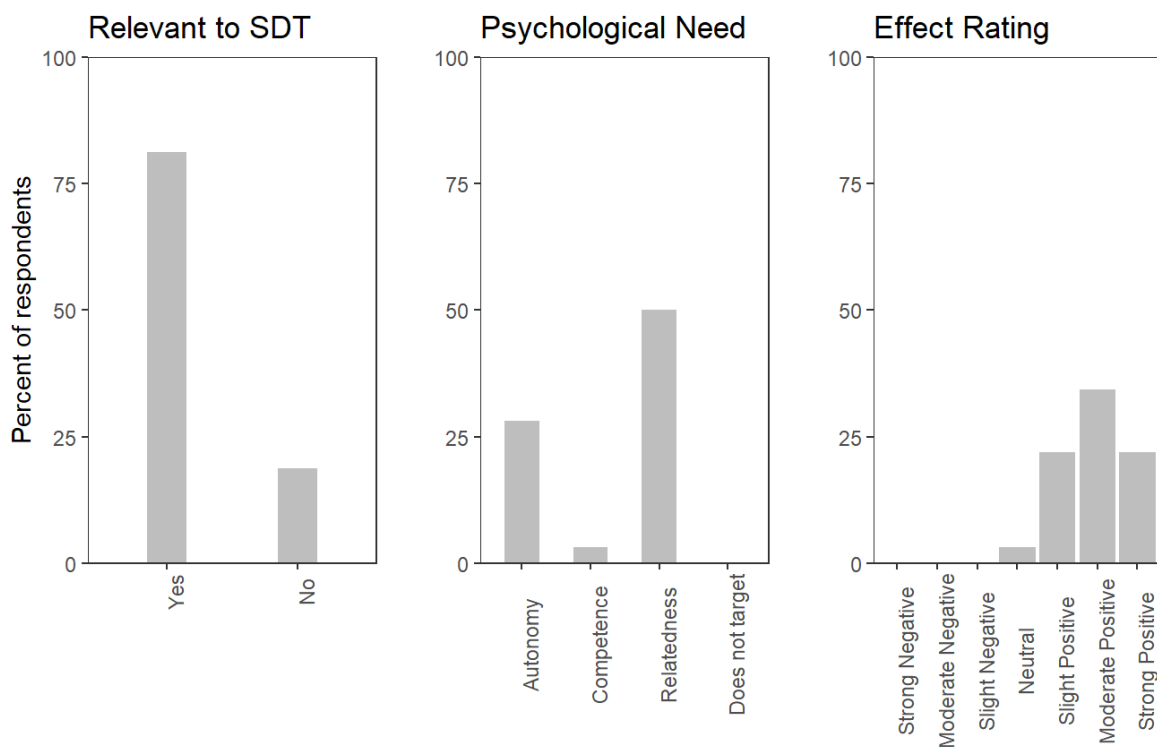 Relevant to SDT
Psychological Need
Effect Rating
Percent of respondents
100
75
50
25
0
Yes
No
100
75
50
25
0
Autonomy
Competence
Relatedness
Does not target
100
75
50
25
0
Strong Negative
Moderate Negative
Slight Negative
Neutral
Slight Positive
Moderate Positive
Strong Positive